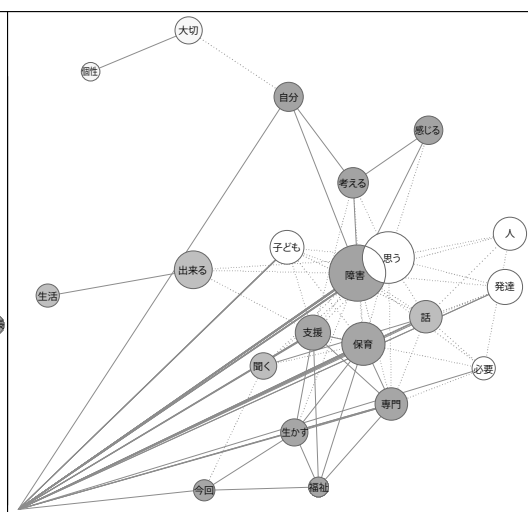 大切
個性
自分
感じる
考える
人
子ども
思う
出来る
障害
発達
生活
話
支援
保育
聞く
必要
専門
生かす
今回
福祉